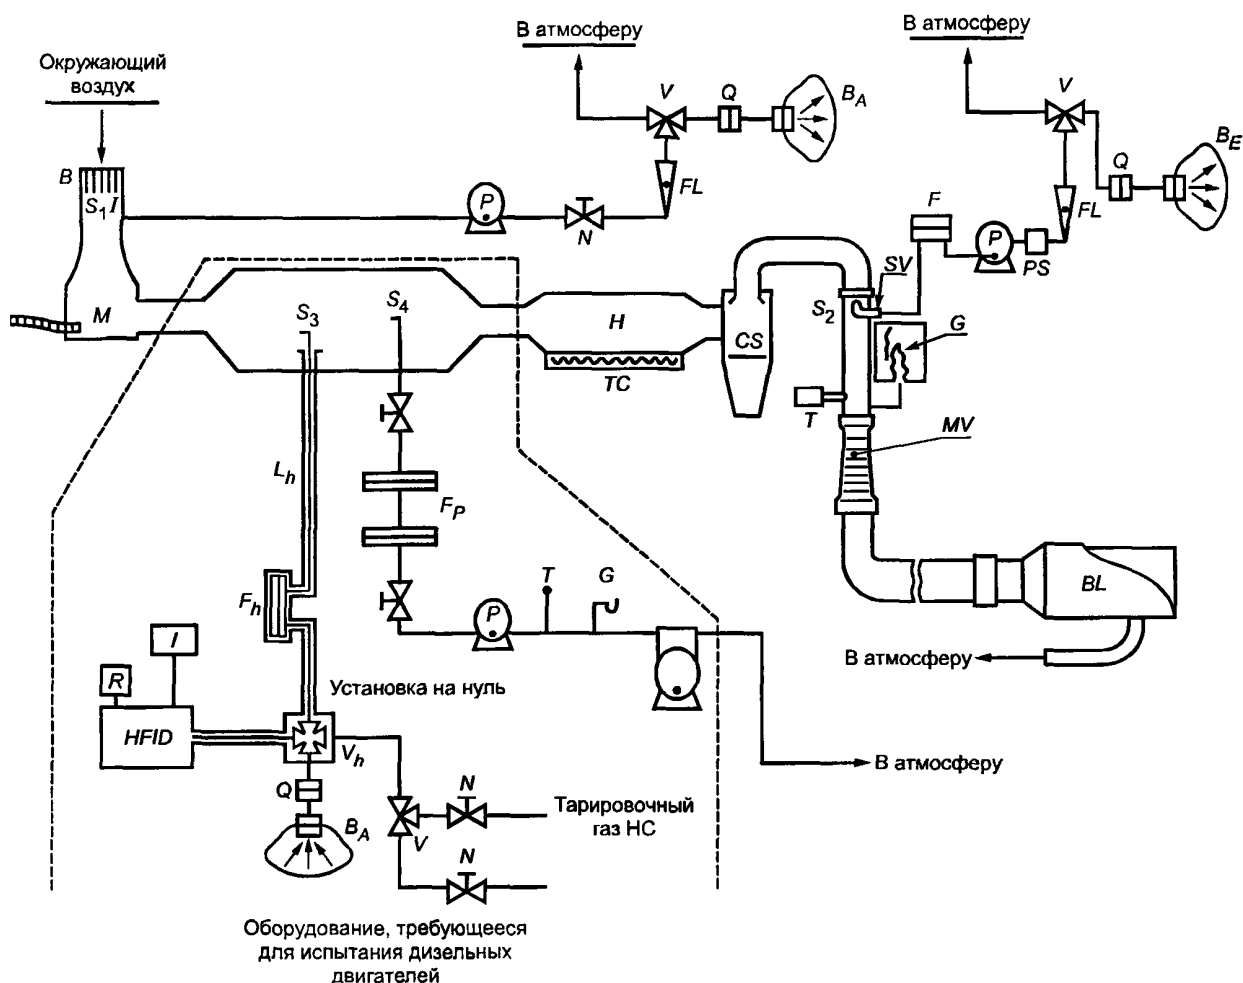 В атмосферу
В атмосферу
Окружающий
воздух
V
Q
B_A
V
B
S_1 I
P
N
FL
Q
B_E
F
P
FL
PS
SV
S_2
M
S_3
S_4
H
TC
CS
G
T
MV
L_h
F_P
F_h
T
G
P
BL
В атмосферу
I
R
Установка на нуль
HFID
V_h
В атмосферу
Q
N
Тарировочный
газ НС
B_A
V
N
Оборудование, требующееся
для испытания дизельных
двигателей